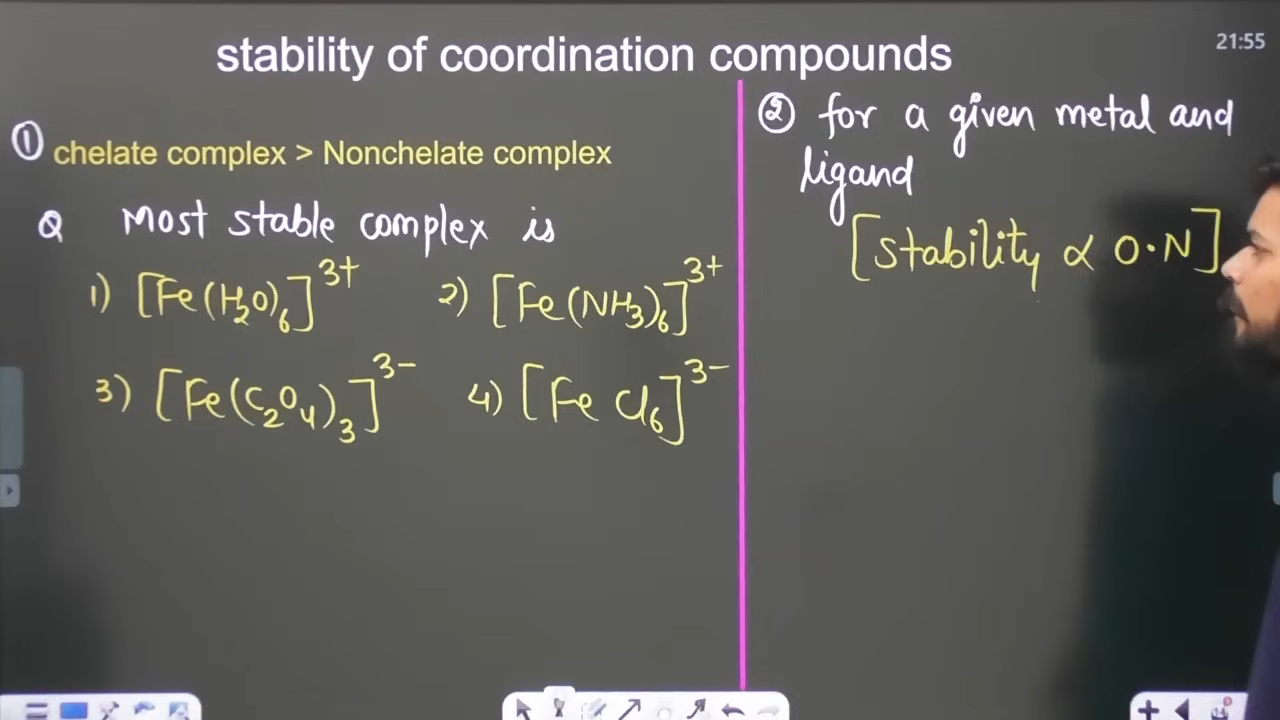 stability of coordination compounds
21:55
① chelate complex > Nonchelate complex
Q Most stable complex is
1) [Fe(H₂O)₆]³⁺ 2) [Fe(NH₃)₆]³⁺
3) [Fe(C₂O₄)₃]³⁻ 4) [FeCl₆]³⁻
② for a given metal and
ligand
[stability ∝ O.N]